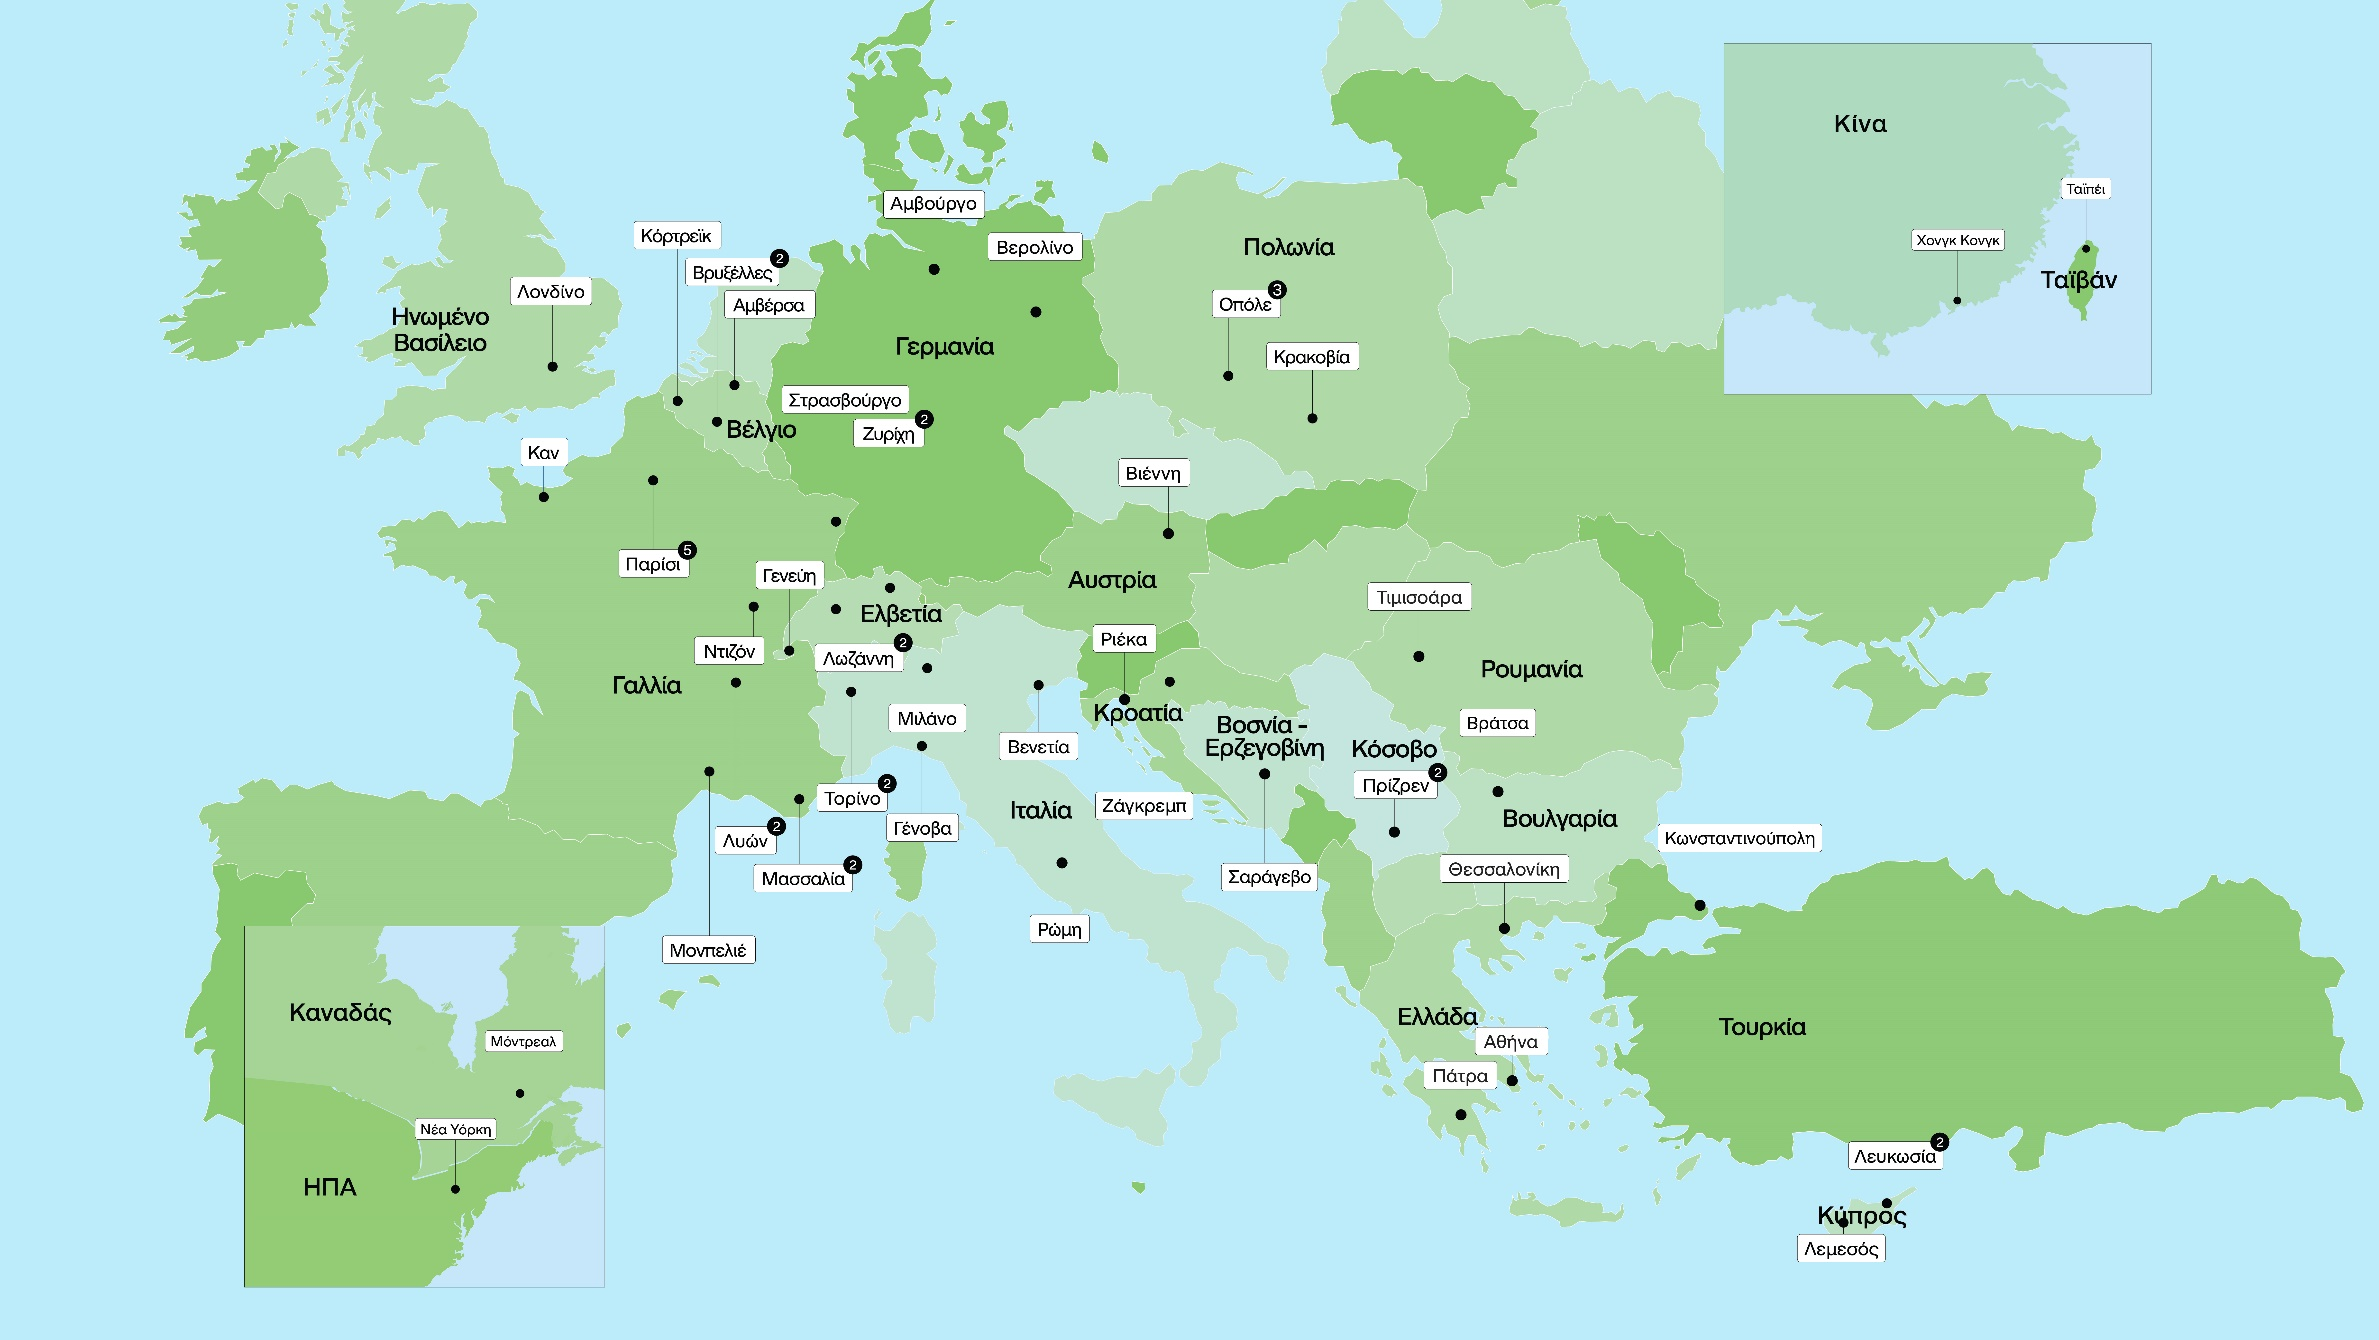 Κίνα
Ταϊπέι
Χονγκ Κονγκ
Ταϊβάν
Αμβούργο
Βερολίνο
Πολωνία
Κόρτρεϊκ
Βρυξέλλες 2
Αμβέρσα
Λονδίνο
Ηνωμένο
Βασίλειο
Οπόλε 3
Γερμανία
Κρακοβία
Στρασβούργο
Ζυρίχη 2
Βέλγιο
Καν
Βιέννη
Παρίσι 5
Γενεύη
Αυστρία
Τιμισοάρα
Ελβετία
Ριέκα
Ντιζόν
Λωζάννη 2
Γαλλία
Ρουμανία
Μιλάνο
Κροατία
Βοσνία -
Ερζεγοβίνη
Βράτσα
Βενετία
Κόσοβο
Πρίζρεν 2
Τορίνο 2
Ιταλία
Ζάγκρεμπ
Βουλγαρία
Γένοβα
Λυών 2
Κωνσταντινούπολη
Μασσαλία 2
Σαράγεβο
Θεσσαλονίκη
Ρώμη
Μονπελιέ
Καναδάς
Μόντρεαλ
Ελλάδα
Τουρκία
Αθήνα
Πάτρα
Νέα Υόρκη
ΗΠΑ
Λευκωσία 2
Κύπρος
Λεμεσός